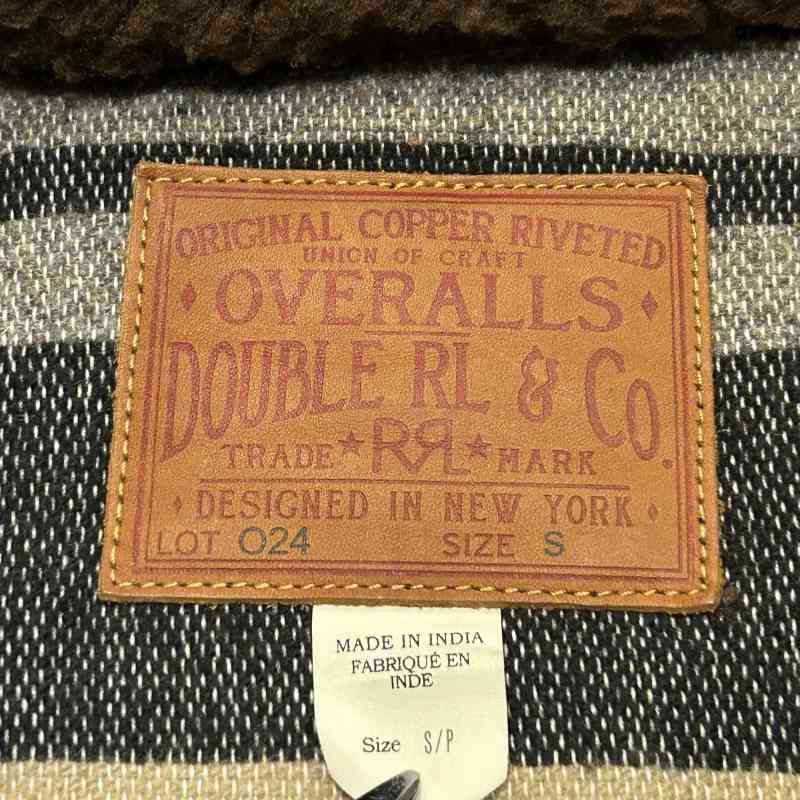 ORIGINAL COPPER RIVETED
UNION OF CRAFT
OVERALLS
DOUBLE RL & Co.
TRADE ★ RRL ★ MARK
DESIGNED IN NEW YORK
LOT 024 SIZE S
MADE IN INDIA
FABRIQUÉ EN
INDE
Size S/P